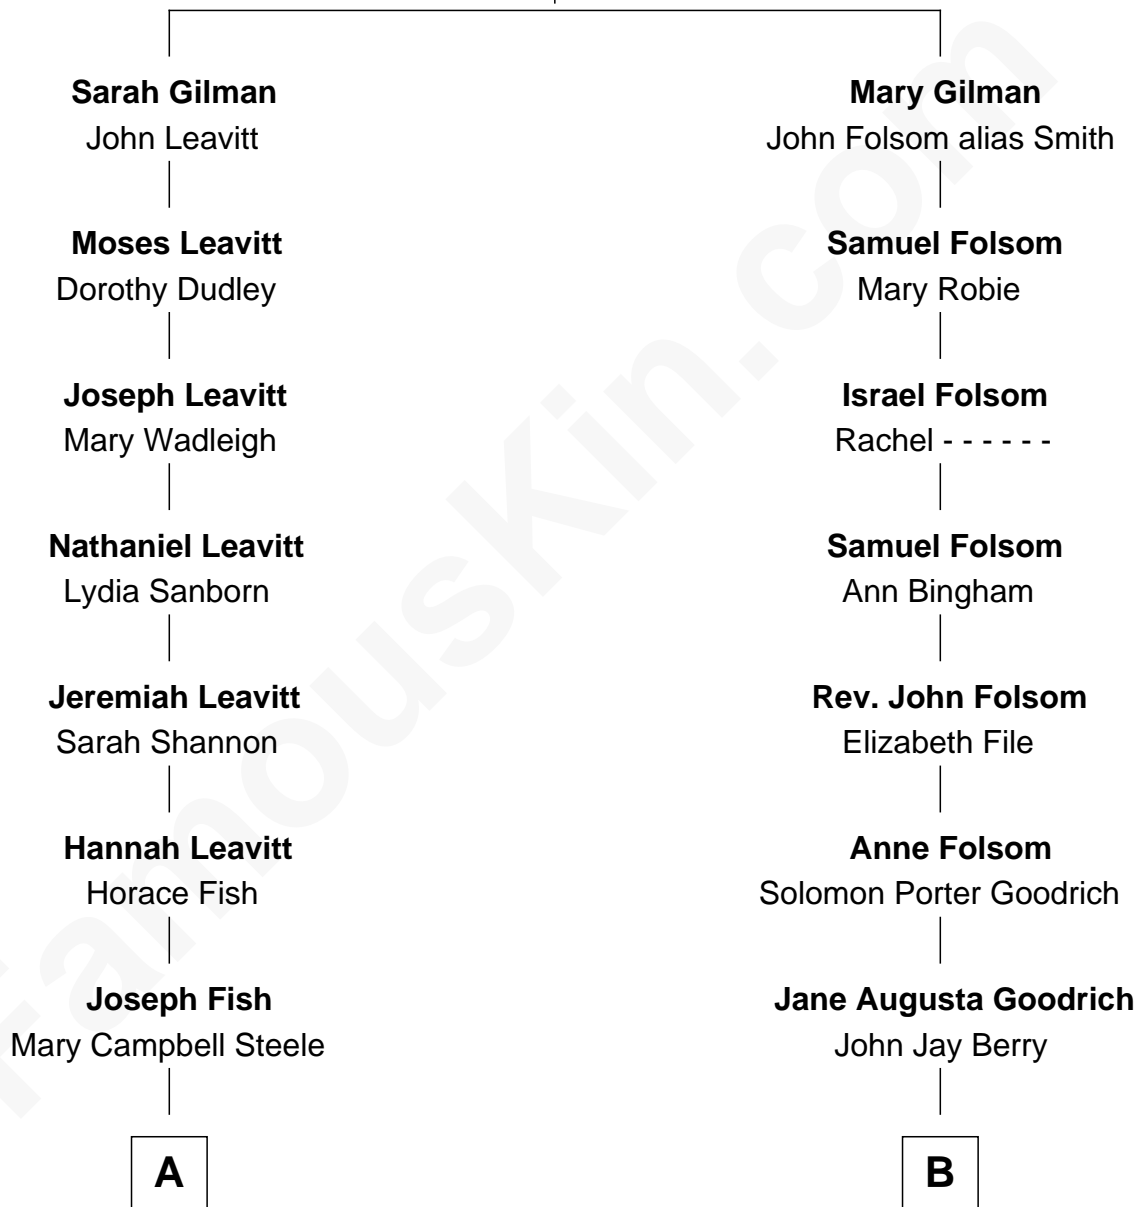 Sarah Gilman
John Leavitt
Mary Gilman
John Folsom alias Smith
Moses Leavitt
Dorothy Dudley
Samuel Folsom
Mary Robie
Joseph Leavitt
Mary Wadleigh
Israel Folsom
Rachel - - - - - -
Nathaniel Leavitt
Lydia Sanborn
Samuel Folsom
Ann Bingham
Jeremiah Leavitt
Sarah Shannon
Rev. John Folsom
Elizabeth File
Hannah Leavitt
Horace Fish
Anne Folsom
Solomon Porter Goodrich
Joseph Fish
Mary Campbell Steele
Jane Augusta Goodrich
John Jay Berry
A
B
FamousKin.com